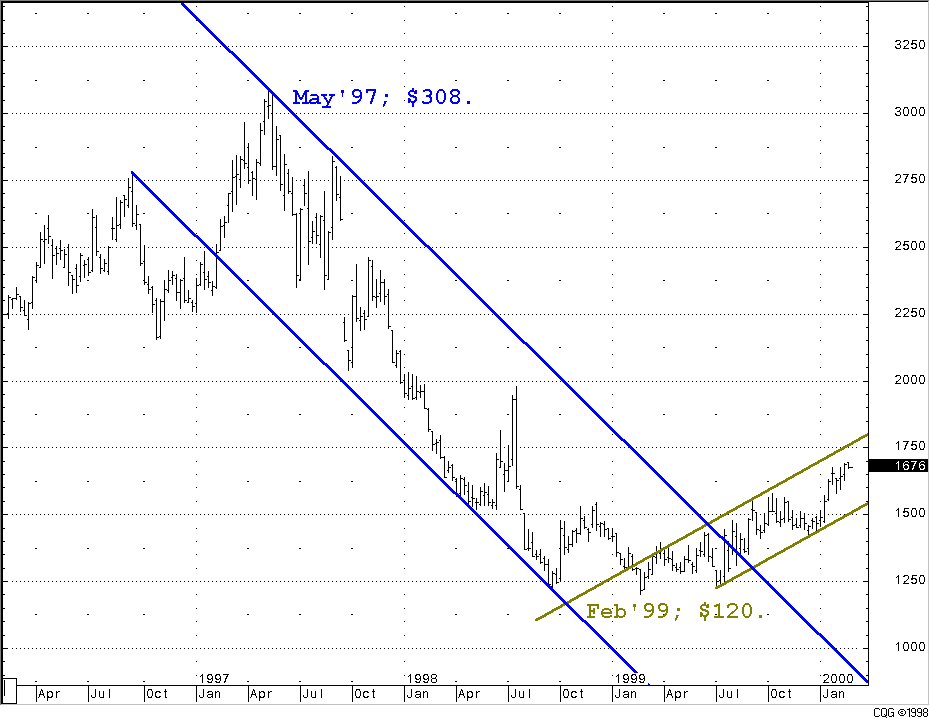 3250
May'97; $308.
3000
2750
2500
2250
2000
1750
1676
1500
1250
Feb'99; $120.
1000
1997 1998 1999 2000
Apr Jul Oct Jan Apr Jul Oct Jan Apr Jul Oct Jan Apr Jul Oct Jan
CQG ©1998